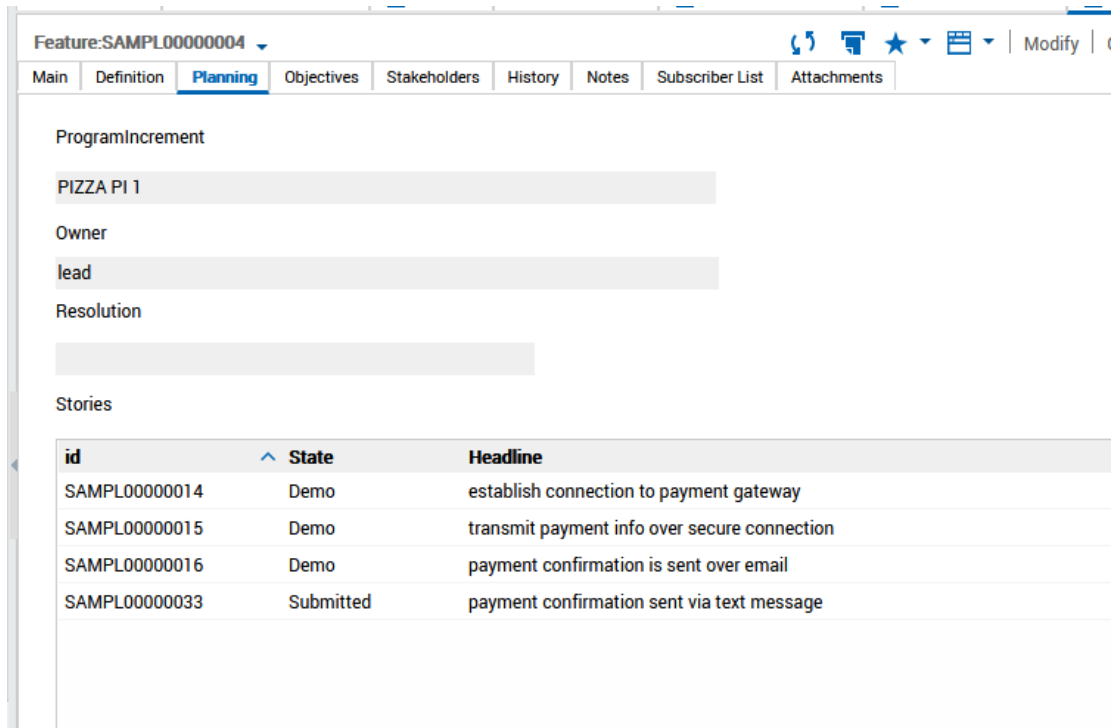 Feature:SAMPL00000004
Modify
Main Definition Planning Objectives Stakeholders History Notes Subscriber List Attachments
ProgramIncrement
PIZZA PI 1
Owner
lead
Resolution
Stories
id State Headline
SAMPL00000014 Demo establish connection to payment gateway
SAMPL00000015 Demo transmit payment info over secure connection
SAMPL00000016 Demo payment confirmation is sent over email
SAMPL00000033 Submitted payment confirmation sent via text message